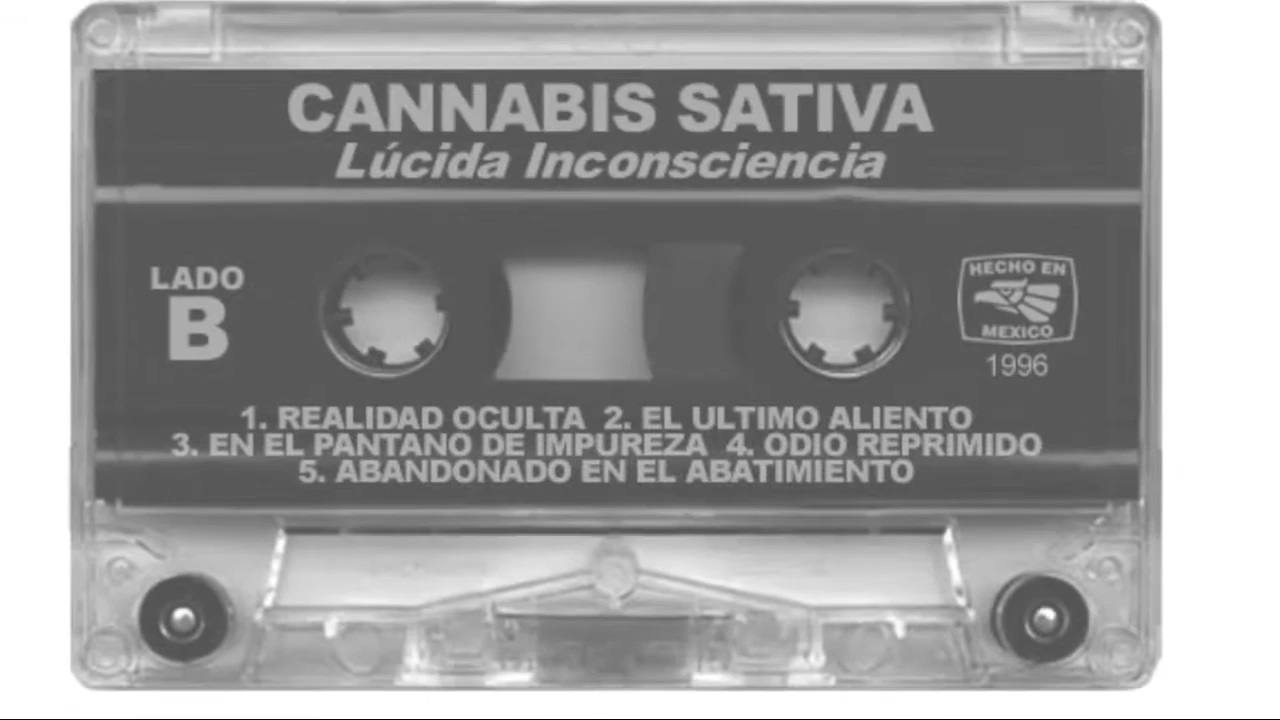 CANNABIS SATIVA
Lúcida Inconsciencia
LADO
B
HECHO EN
MEXICO
1996
1. REALIDAD OCULTA 2. EL ULTIMO ALIENTO
3. EN EL PANTANO DE IMPUREZA 4. ODIO REPRIMIDO
5. ABANDONADO EN EL ABATIMIENTO